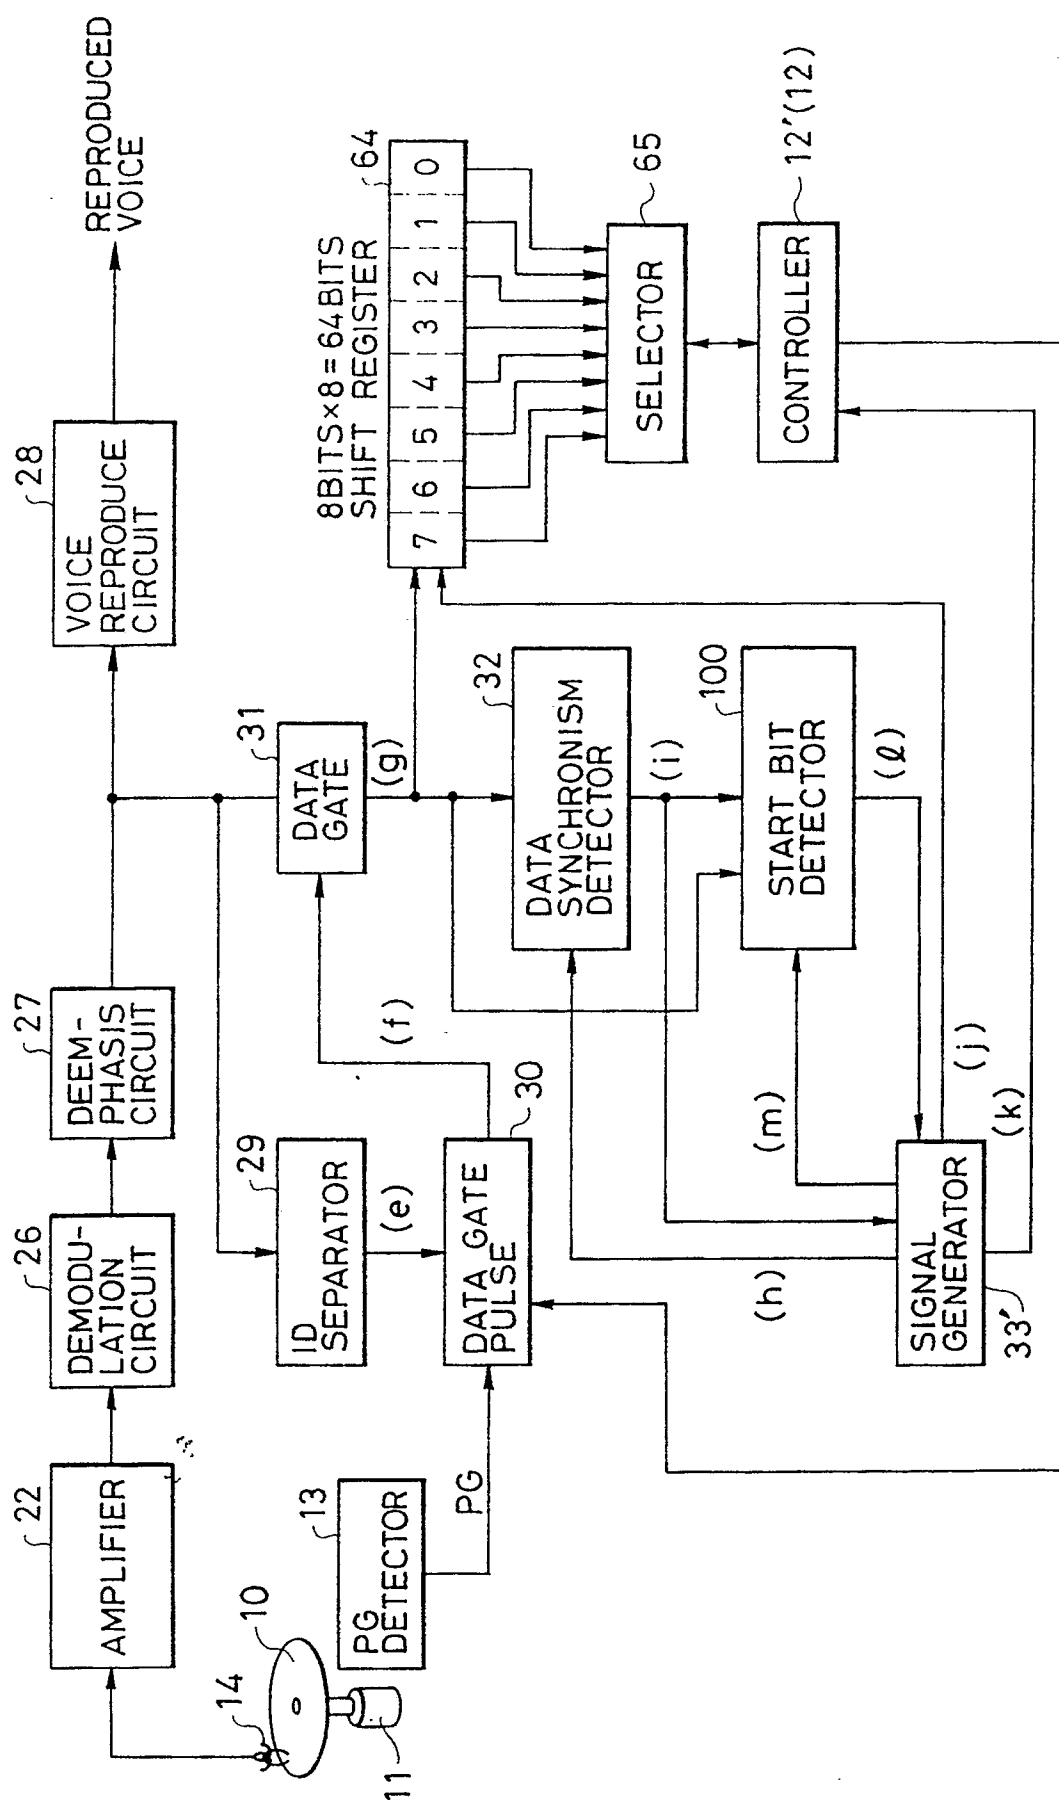 22
AMPLIFIER
26
DEMODU-
LATION
CIRCUIT
27
DEEM-
PHASIS
CIRCUIT
28
VOICE
REPRODUCE
CIRCUIT
REPRODUCED
VOICE
14
10
11
13
PG
DETECTOR
PG
29
ID
SEPARATOR
(e)
DATA GATE
PULSE
30
(f)
31
DATA
GATE
(g)
8BITS×8=64BITS
SHIFT REGISTER
64
7 6 5 4 3 2 1 0
32
DATA
SYNCHRONISM
DETECTOR
(i)
SELECTOR
65
100
START BIT
DETECTOR
(ℓ)
CONTROLLER
12'(12)
(h)
(m)
SIGNAL
GENERATOR
33'
(j)
(k)